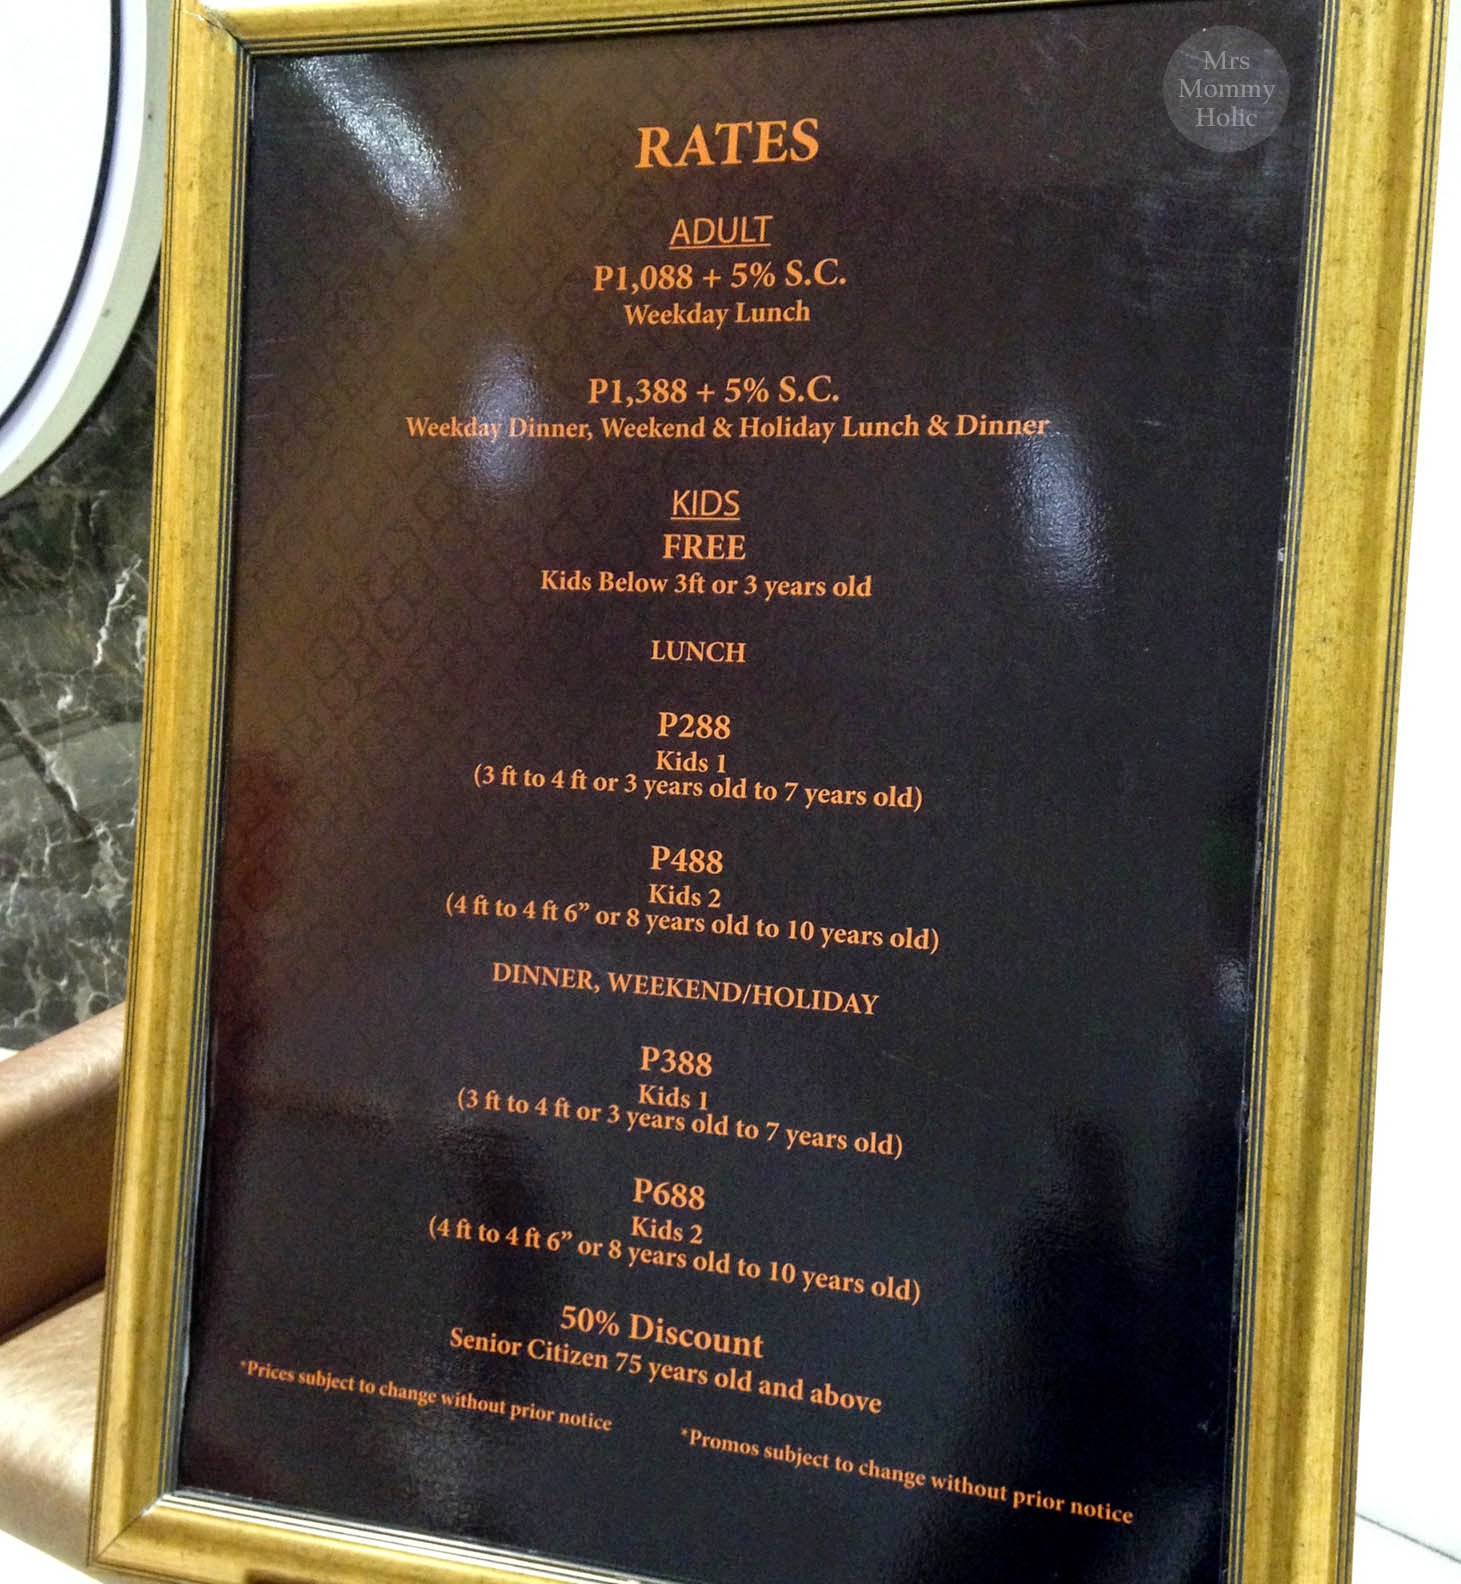 Mrs
Mommy
Holic
RATES
ADULT
P1,088 + 5% S.C.
Weekday Lunch
P1,388 + 5% S.C.
Weekday Dinner, Weekend & Holiday Lunch & Dinner
KIDS
FREE
Kids Below 3ft or 3 years old
LUNCH
P288
Kids 1
(3 ft to 4 ft or 3 years old to 7 years old)
P488
Kids 2
(4 ft to 4 ft 6” or 8 years old to 10 years old)
DINNER, WEEKEND/HOLIDAY
P388
Kids 1
(3 ft to 4 ft or 3 years old to 7 years old)
P688
Kids 2
(4 ft to 4 ft 6” or 8 years old to 10 years old)
50% Discount
Senior Citizen 75 years old and above
*Prices subject to change without prior notice
*Promos subject to change without prior notice